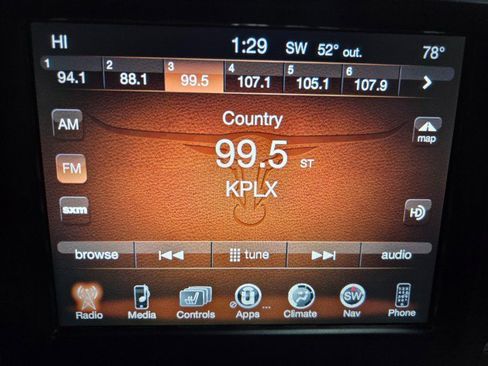 HI 1:29 SW 52° out. 78°
1 2 3 4 5 6
94.1 88.1 99.5 107.1 105.1 107.9
AM Country map
99.5 ST
FM KPLX
sxm HD
browse tune audio
SW
Radio Media Controls Apps ... Climate Nav Phone